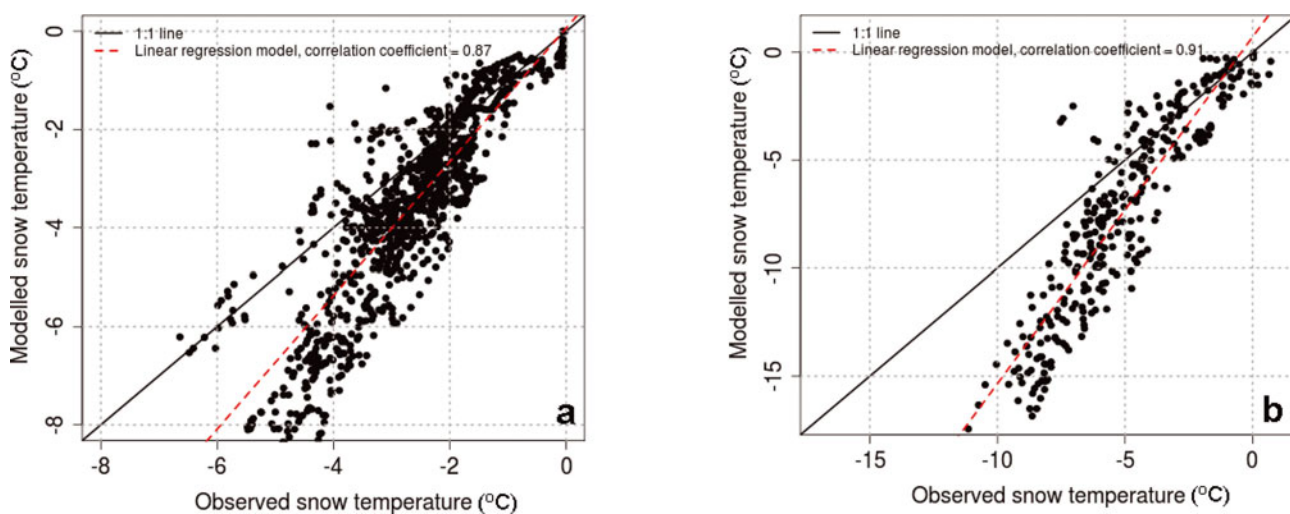 1:1 line
Linear regression model, correlation coefficient = 0.87
0
-2
-4
-6
-8
Modelled snow temperature (°C)
a
-8
-6
-4
-2
0
Observed snow temperature (°C)
1:1 line
Linear regression model, correlation coefficient = 0.91
0
-5
-10
-15
Modelled snow temperature (°C)
b
-15
-10
-5
0
Observed snow temperature (°C)